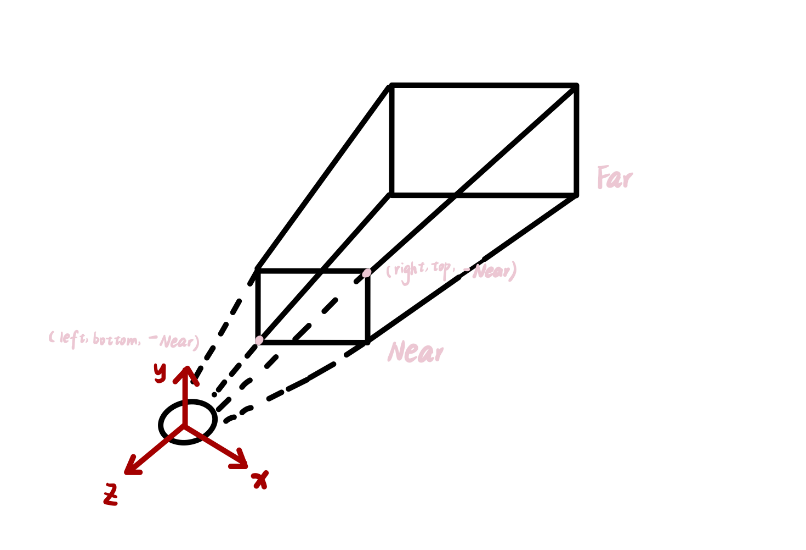 Far
(right, top, -Near)
(left, bottom, -Near)
Near
y
x
z